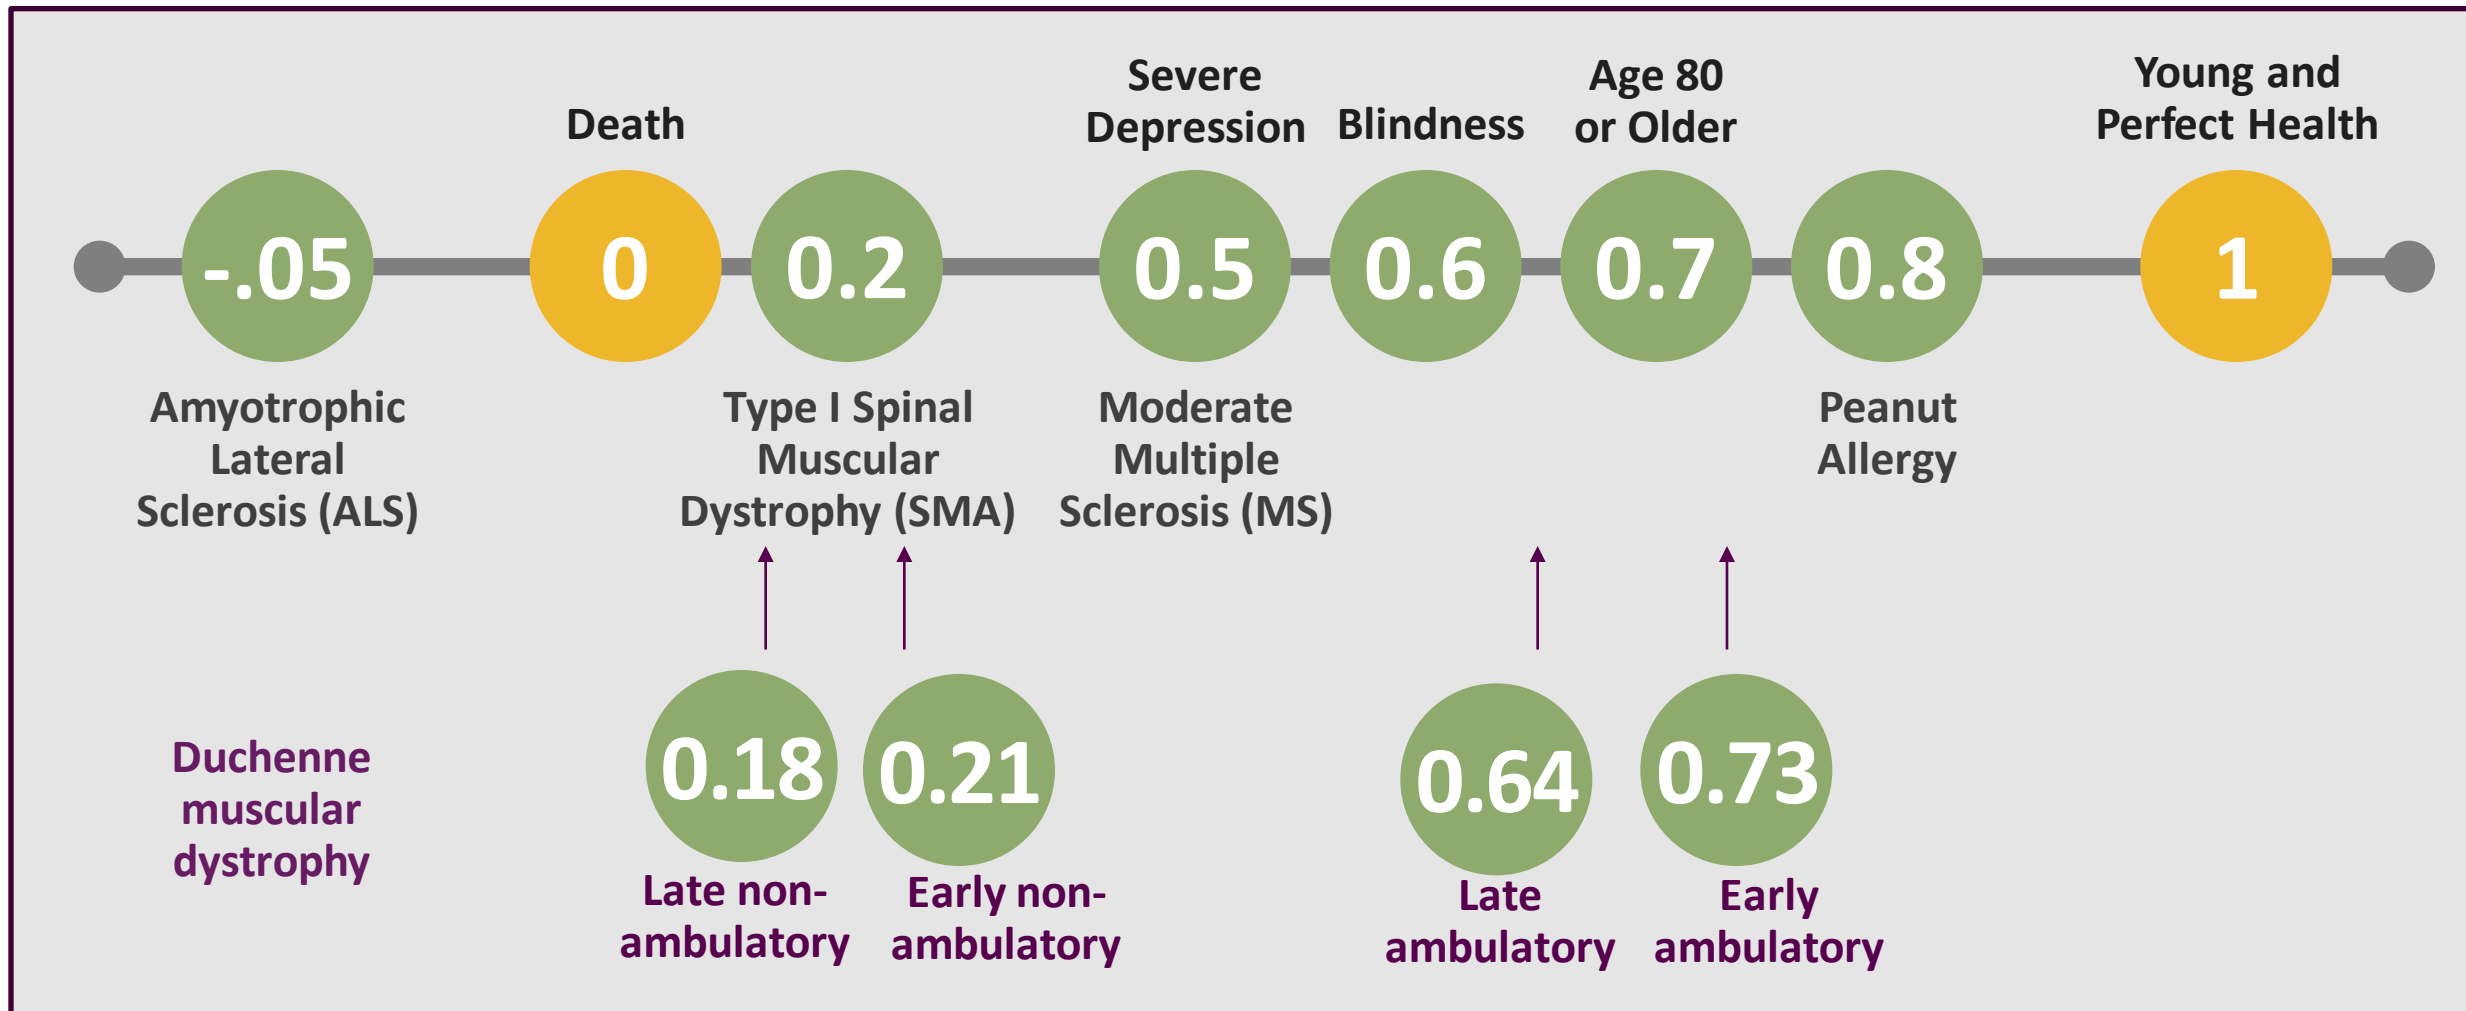 Death
Severe
Depression
Blindness
Age 80
or Older
Young and
Perfect Health
-.05
0
0.2
0.5
0.6
0.7
0.8
1
Amyotrophic
Lateral
Sclerosis (ALS)
Type I Spinal
Muscular
Dystrophy (SMA)
Moderate
Multiple
Sclerosis (MS)
Peanut
Allergy
Duchenne
muscular
dystrophy
0.18
Late non-
ambulatory
0.21
Early non-
ambulatory
0.64
Late
ambulatory
0.73
Early
ambulatory